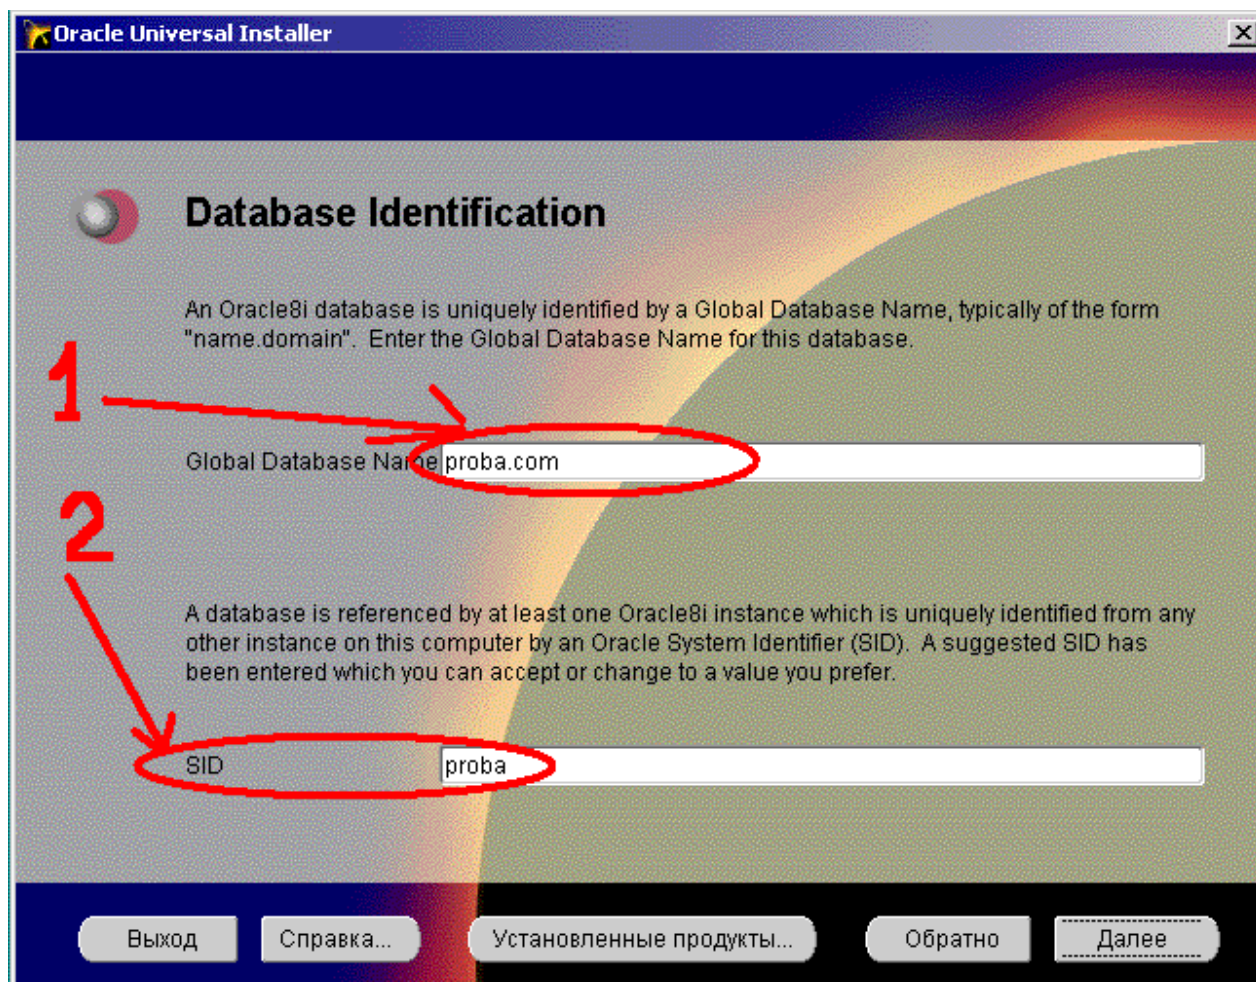 Oracle Universal Installer
Database Identification
An Oracle8i database is uniquely identified by a Global Database Name, typically of the form
"name.domain". Enter the Global Database Name for this database.
1
Global Database Name proba.com
2
A database is referenced by at least one Oracle8i instance which is uniquely identified from any
other instance on this computer by an Oracle System Identifier (SID). A suggested SID has
been entered which you can accept or change to a value you prefer.
SID proba
Выход Справка... Установленные продукты... Обратно Далее